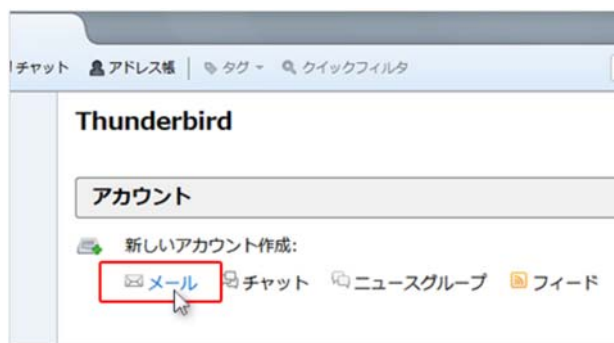 チャット アドレス帳 タグ クイックフィルタ
Thunderbird
アカウント
新しいアカウント作成:
メール チャット ニュースグループ フィード